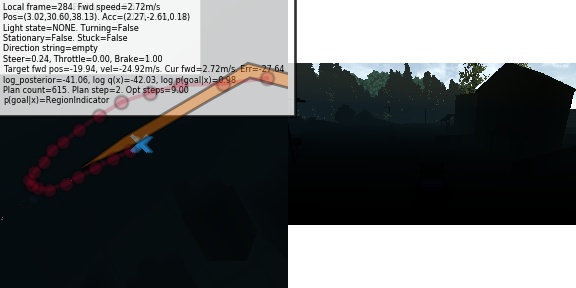 Local frame=284: Fwd speed=2.72m/s
Pos=(3.02,30.60,38.13). Acc=(2.27,-2.61,0.18)
Light state=NONE. Turning=False
Stationary=False. Stuck=False
Direction string=empty
Steer=0.24, Throttle=0.00, Brake=1.00
Target fwd pos=-19.94, vel=-24.92m/s. Cur fwd=2.72m/s. Err=-27.64
log_posterior=-41.06, log q(x)=-42.03, log p(goal|x)=0.98
Plan count=615. Plan step=2. Opt steps=9.00
p(goal|x)=RegionIndicator